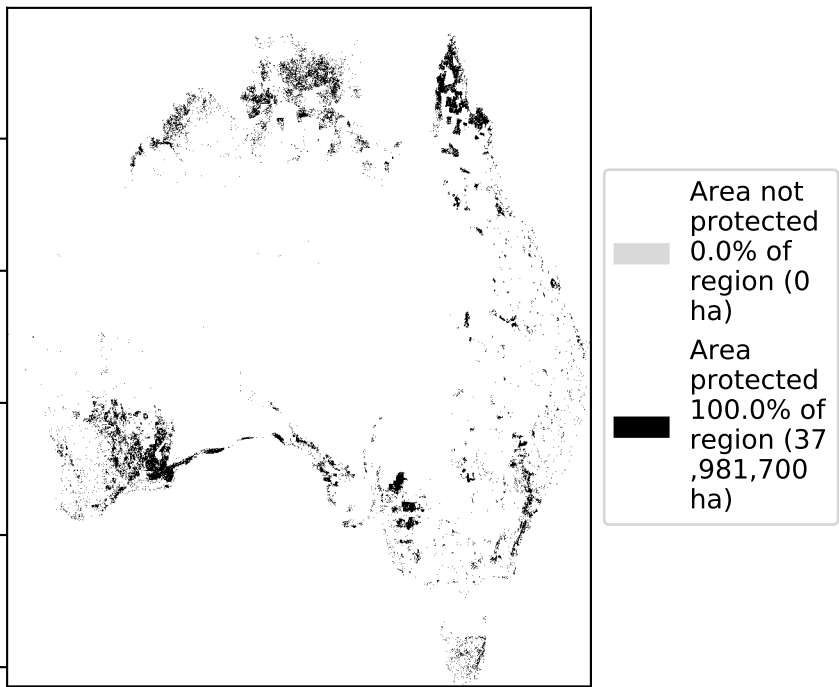 Area not
protected
0.0% of
region (0
ha)
Area
protected
100.0% of
region (37
,981,700
ha)